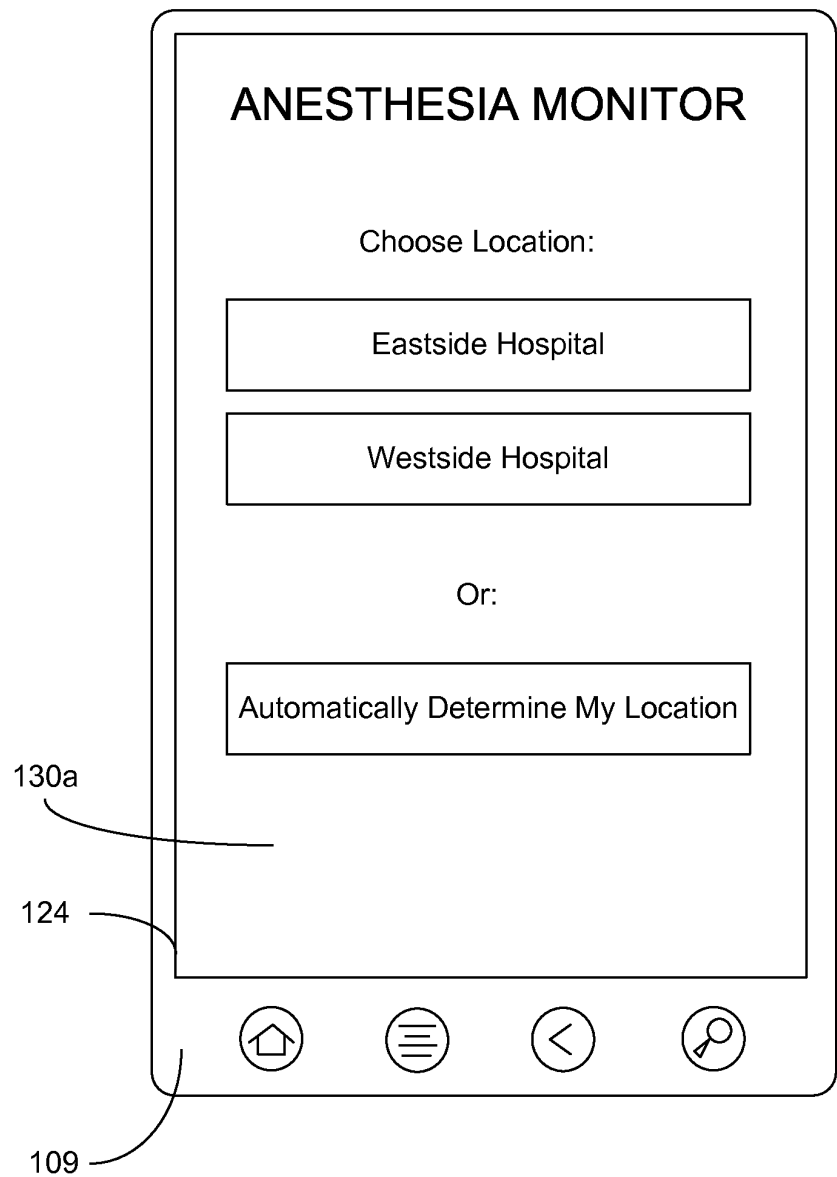 ANESTHESIA MONITOR
Choose Location:
Eastside Hospital
Westside Hospital
Or:
Automatically Determine My Location
130a
124
109